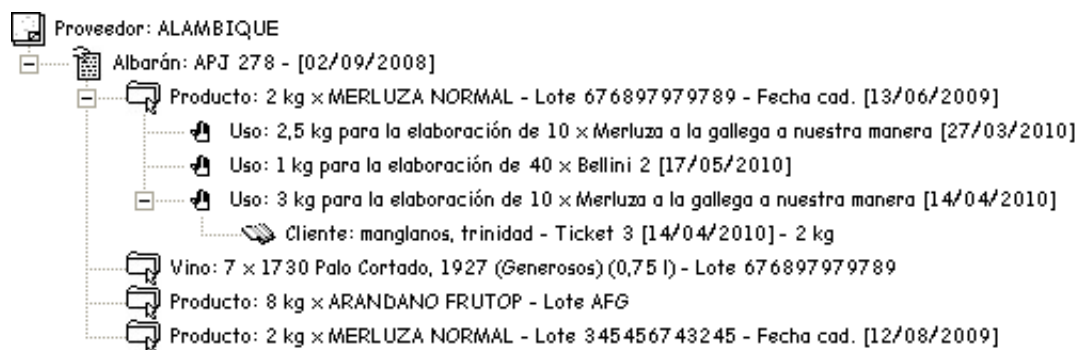 Proveedor: ALAMBIQUE
Albarán: APJ 278 - [02/09/2008]
Producto: 2 kg x MERLUZA NORMAL - Lote 676897979789 - Fecha cad. [13/06/2009]
Uso: 2,5 kg para la elaboración de 10 x Merluza a la gallega a nuestra manera [27/03/2010]
Uso: 1 kg para la elaboración de 40 x Bellini 2 [17/05/2010]
Uso: 3 kg para la elaboración de 10 x Merluza a la gallega a nuestra manera [14/04/2010]
Cliente: manglanos, trinidad - Ticket 3 [14/04/2010] - 2 kg
Vino: 7 x 1730 Palo Cortado, 1927 (Generosos) (0,75 l) - Lote 676897979789
Producto: 8 kg x ARANDANO FRUTOP - Lote AFG
Producto: 2 kg x MERLUZA NORMAL - Lote 345456743245 - Fecha cad. [12/08/2009]